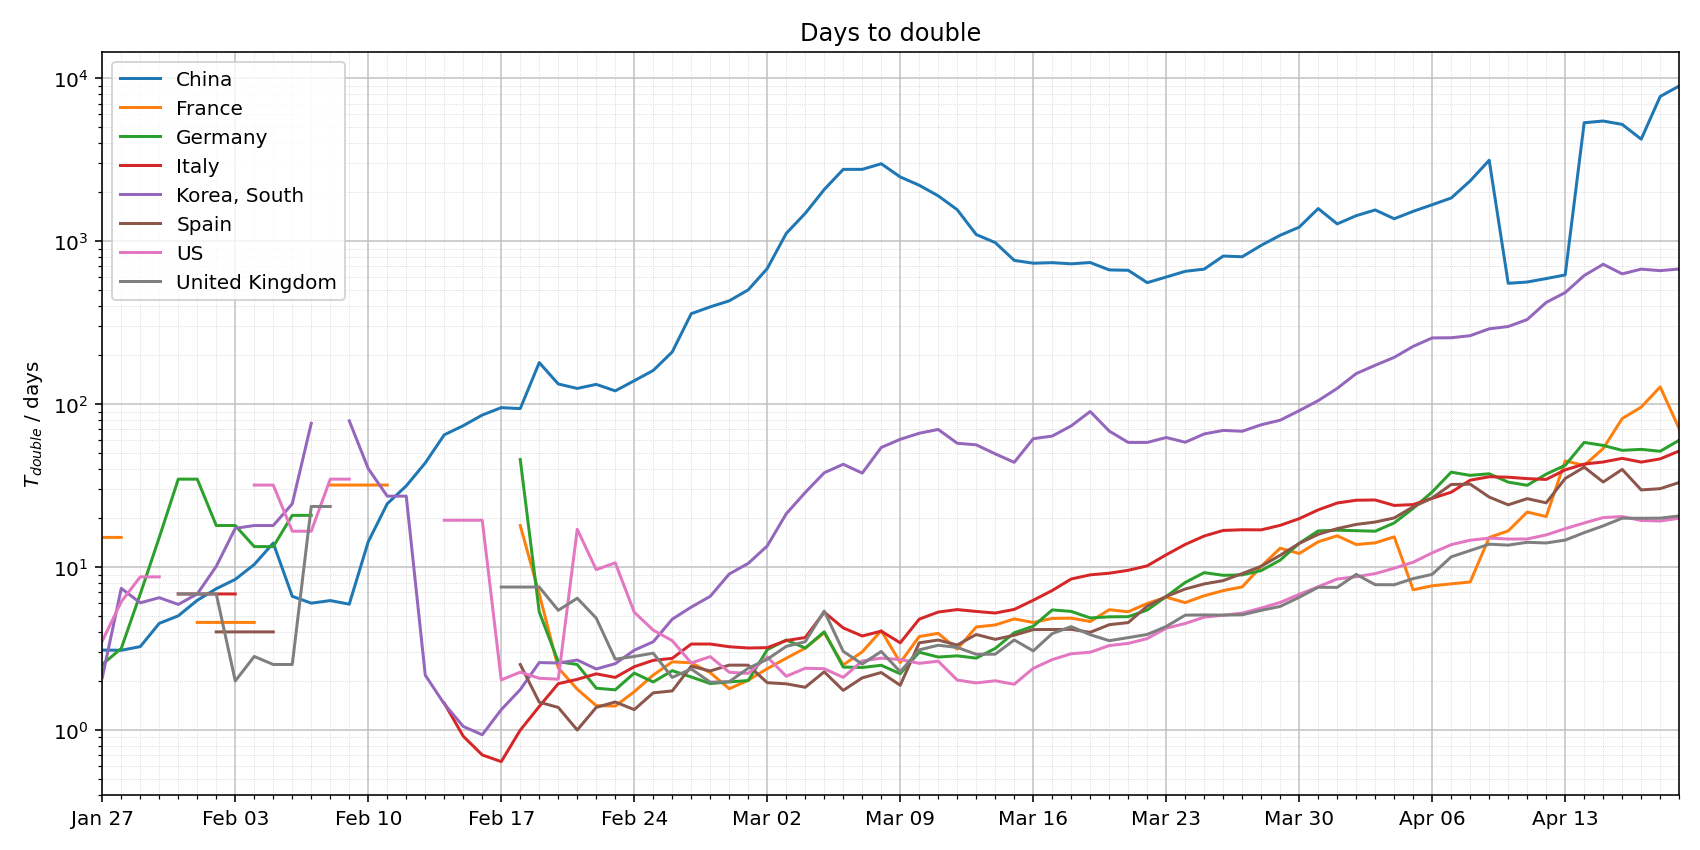 Days to double
10^4
10^3
10^2
10^1
10^0
T_double / days
China
France
Germany
Italy
Korea, South
Spain
US
United Kingdom
Jan 27 Feb 03 Feb 10 Feb 17 Feb 24 Mar 02 Mar 09 Mar 16 Mar 23 Mar 30 Apr 06 Apr 13